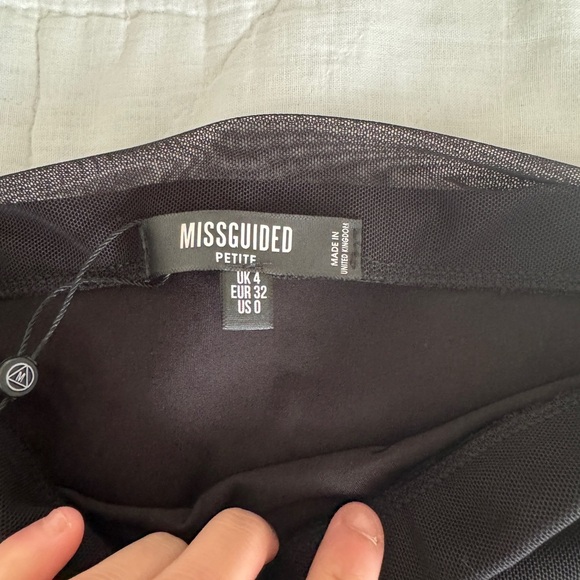 MISSGUIDED
PETITE
MADE IN
UNITED KINGDOM
UK 4
EUR 32
US 0
M